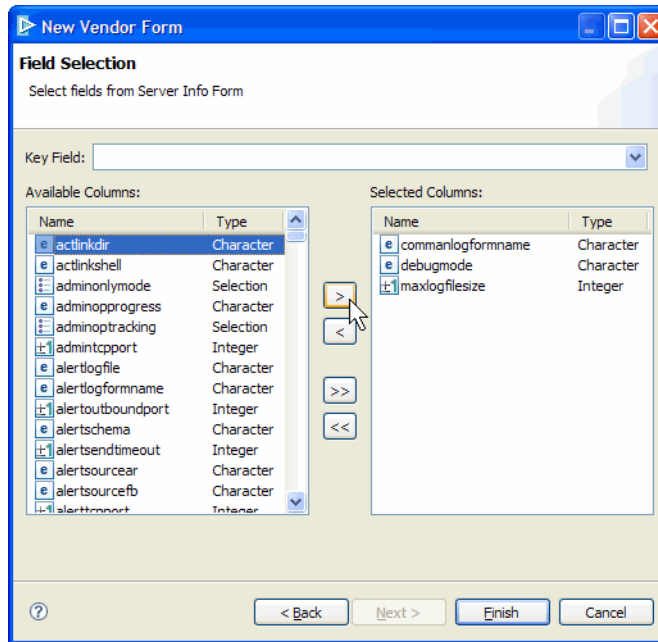 New Vendor Form
Field Selection
Select fields from Server Info Form
Key Field:
Available Columns:
Name Type
actlinkdir Character
actlinkshell Character
adminonlymode Selection
adminopprogress Character
adminoptracking Selection
admintcpport Integer
alertlogfile Character
alertlogformname Character
alertoutboundport Integer
alertschema Character
alertsendtimeout Integer
alertsourcear Character
alertsourcefb Character
alerttcpport Integer
>
<
>>
<<
Selected Columns:
Name Type
commanlogformname Character
debugmode Character
maxlogfilesize Integer
< Back Next > Finish Cancel